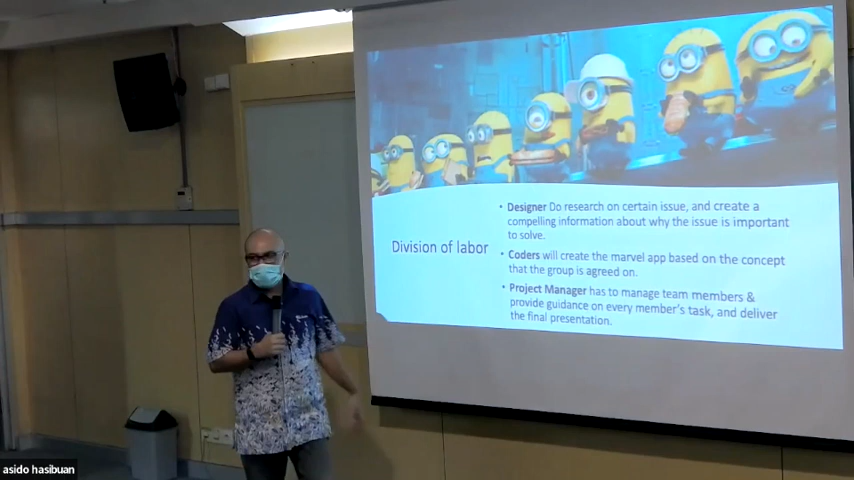 Division of labor
• Designer Do research on certain issue, and create a
compelling information about why the issue is important
to solve.
• Coders will create the marvel app based on the concept
that the group is agreed on.
• Project Manager has to manage team members &
provide guidance on every member's task, and deliver
the final presentation.
asido hasibuan